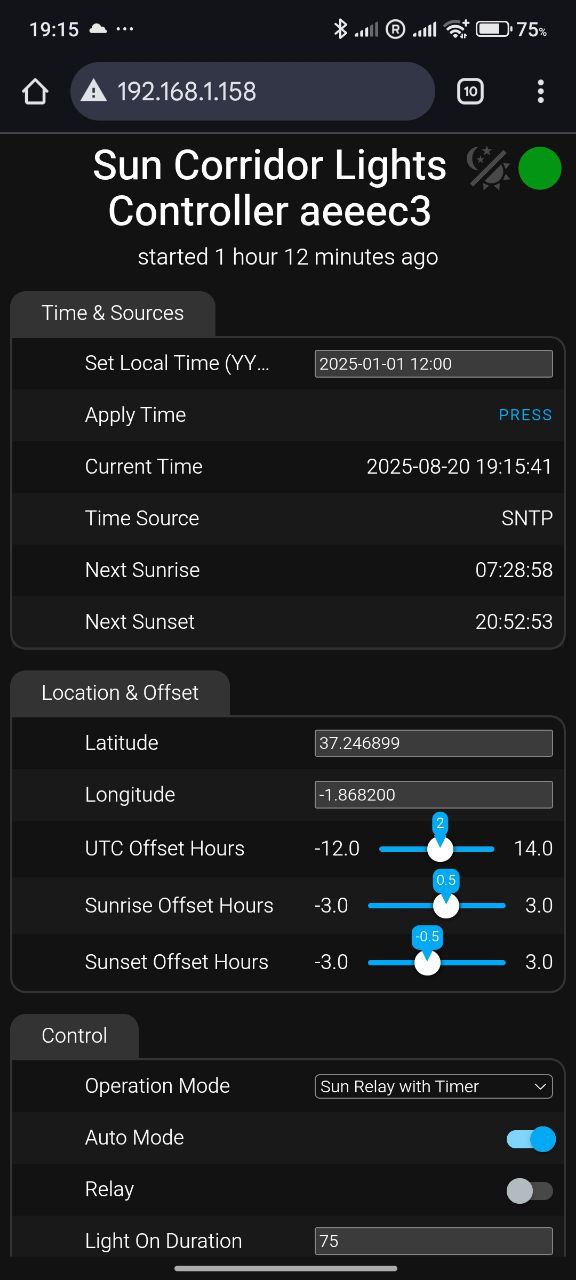 19:15
R
75%
192.168.1.158
10
Sun Corridor Lights
Controller aeeec3
started 1 hour 12 minutes ago
Time & Sources
Set Local Time (YY...
2025-01-01 12:00
Apply Time
PRESS
Current Time
2025-08-20 19:15:41
Time Source
SNTP
Next Sunrise
07:28:58
Next Sunset
20:52:53
Location & Offset
Latitude
37.246899
Longitude
-1.868200
2
UTC Offset Hours
-12.0
14.0
0.5
Sunrise Offset Hours
-3.0
3.0
-0.5
Sunset Offset Hours
-3.0
3.0
Control
Operation Mode
Sun Relay with Timer
Auto Mode
Relay
Light On Duration
75